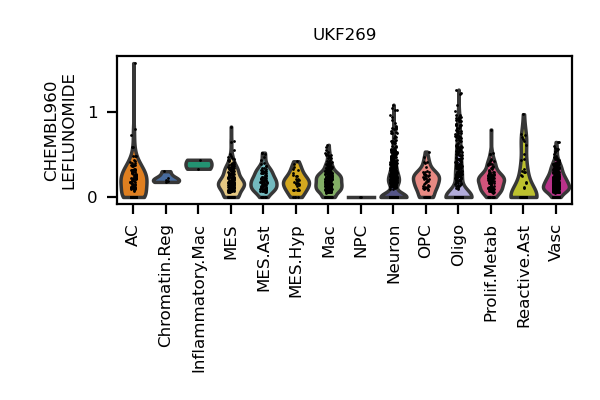 UKF269
CHEMBL960
LEFLUNOMIDE
1
0
AC
Chromatin.Reg
Inflammatory.Mac
MES
MES.Ast
MES.Hyp
Mac
NPC
Neuron
OPC
Oligo
Prolif.Metab
Reactive.Ast
Vasc